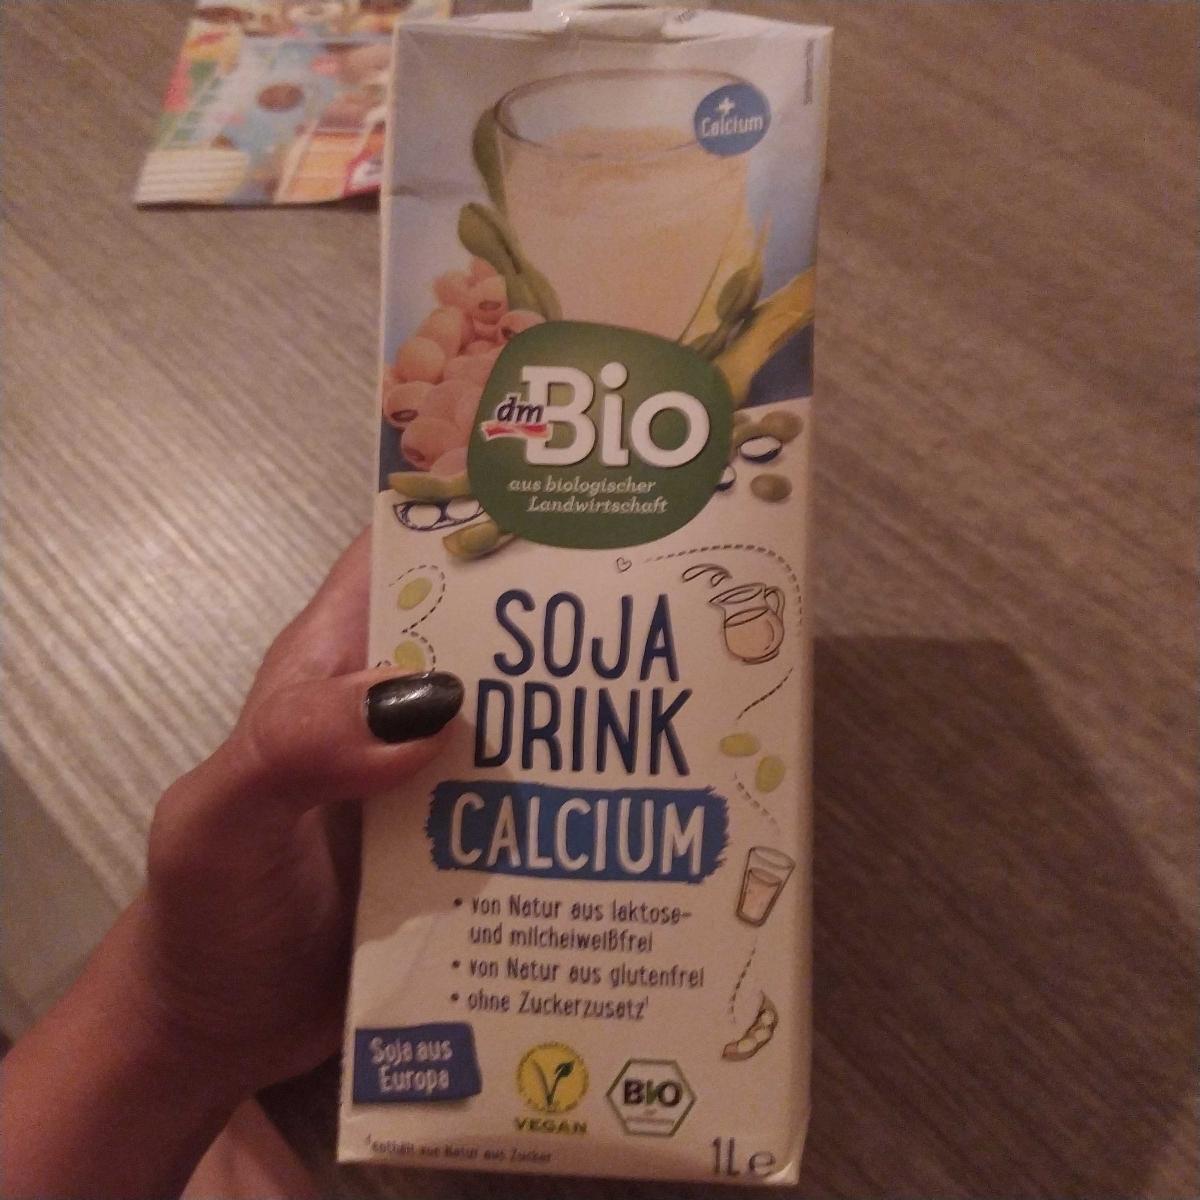 +
Calcium
dm
Bio
aus biologischer
Landwirtschaft
SOJA
DRINK
CALCIUM
• von Natur aus laktose-
und milcheiweißfrei
• von Natur aus glutenfrei
• ohne Zuckerzusatz¹
Soja aus
Europa
VEGAN
BIO
¹enthält von Natur aus Zucker
1L e